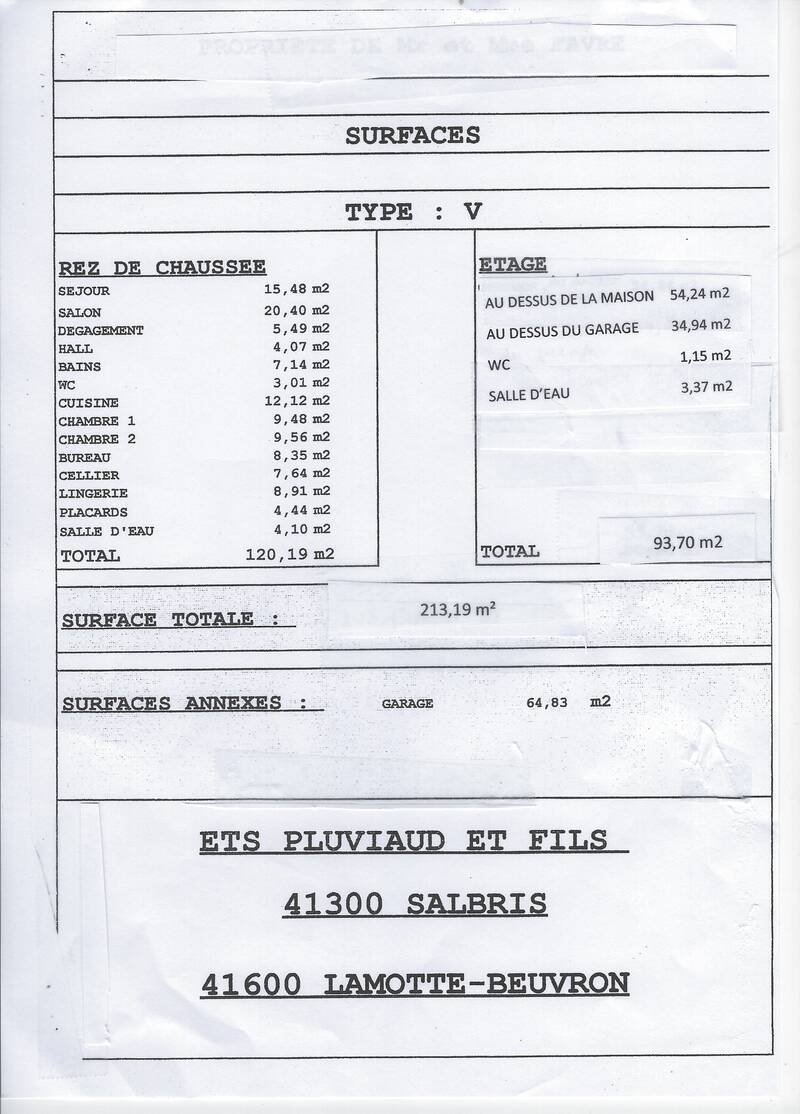 PROPRIETE DE Mr et Mme FAVRE
SURFACES
TYPE : V
REZ DE CHAUSSEE
SEJOUR 15,48 m2
SALON 20,40 m2
DEGAGEMENT 5,49 m2
HALL 4,07 m2
BAINS 7,14 m2
WC 3,01 m2
CUISINE 12,12 m2
CHAMBRE 1 9,48 m2
CHAMBRE 2 9,56 m2
BUREAU 8,35 m2
CELLIER 7,64 m2
LINGERIE 8,91 m2
PLACARDS 4,44 m2
SALLE D'EAU 4,10 m2
TOTAL 120,19 m2
ETAGE
AU DESSUS DE LA MAISON 54,24 m2
AU DESSUS DU GARAGE 34,94 m2
WC 1,15 m2
SALLE D'EAU 3,37 m2
TOTAL 93,70 m2
SURFACE TOTALE : 213,19 m²
SURFACES ANNEXES : GARAGE 64,83 m2
ETS PLUVIAUD ET FILS
41300 SALBRIS
41600 LAMOTTE-BEUVRON